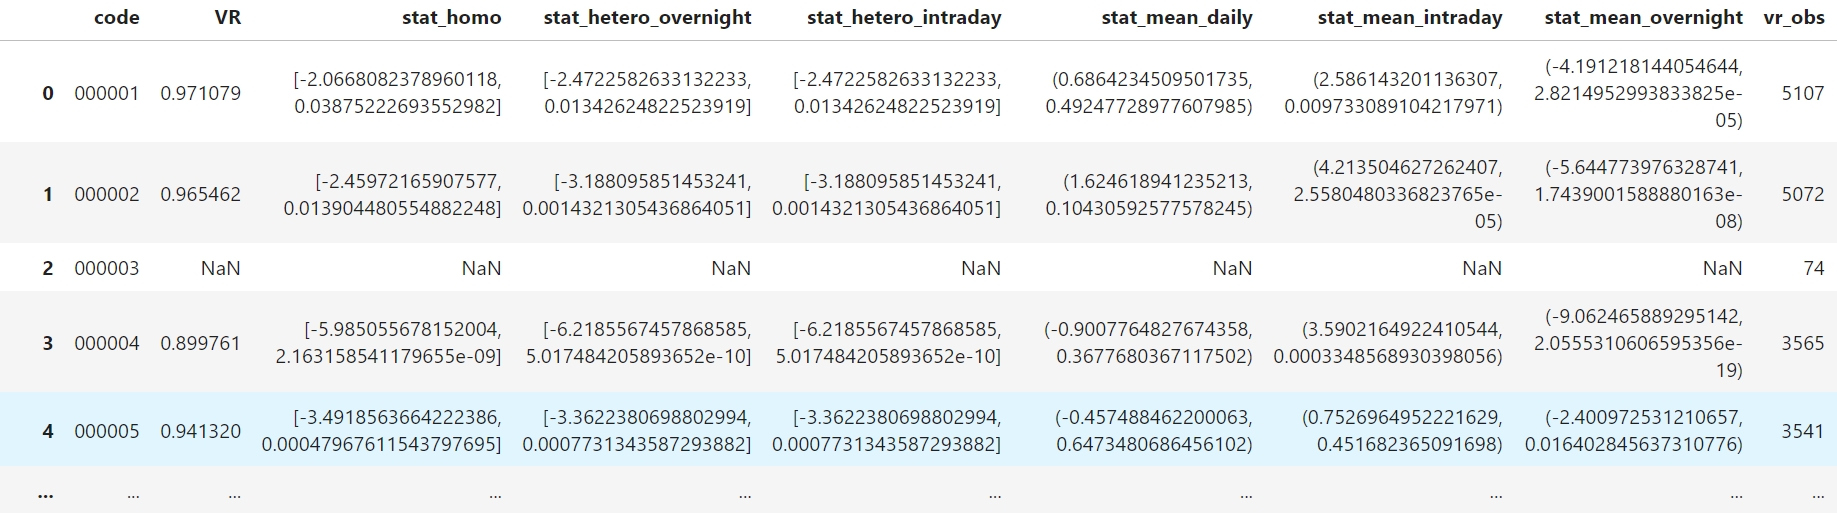 code VR stat_homo stat_hetero_overnight stat_hetero_intraday stat_mean_daily stat_mean_intraday stat_mean_overnight vr_obs
0 000001 0.971079 [-2.0668082378960118, 0.03875222693552982] [-2.4722582633132233, 0.01342624822523919] [-2.4722582633132233, 0.01342624822523919] (0.6864234509501735, 0.49247728977607985) (2.586143201136307, 0.009733089104217971) (-4.191218144054644, 2.8214952993833825e-05) 5107
1 000002 0.965462 [-2.45972165907577, 0.013904480554882248] [-3.188095851453241, 0.0014321305436864051] [-3.188095851453241, 0.0014321305436864051] (1.624618941235213, 0.10430592577578245) (4.213504627262407, 2.5580480336823765e-05) (-5.644773976328741, 1.7439001588880163e-08) 5072
2 000003 NaN NaN NaN NaN NaN NaN NaN 74
3 000004 0.899761 [-5.985055678152004, 2.163158541179655e-09] [-6.2185567457868585, 5.017484205893652e-10] [-6.2185567457868585, 5.017484205893652e-10] (-0.9007764827674358, 0.3677680367117502) (3.5902164922410544, 0.0003348568930398056) (-9.062465889295142, 2.0555310606595356e-19) 3565
4 000005 0.941320 [-3.4918563664222386, 0.00047967611543797695] [-3.3622380698802994, 0.0007731343587293882] [-3.3622380698802994, 0.0007731343587293882] (-0.457488462200063, 0.6473480686456102) (0.7526964952221629, 0.451682365091698) (-2.400972531210657, 0.016402845637310776) 3541
... ... ... ... ... ... ... ... ... ...